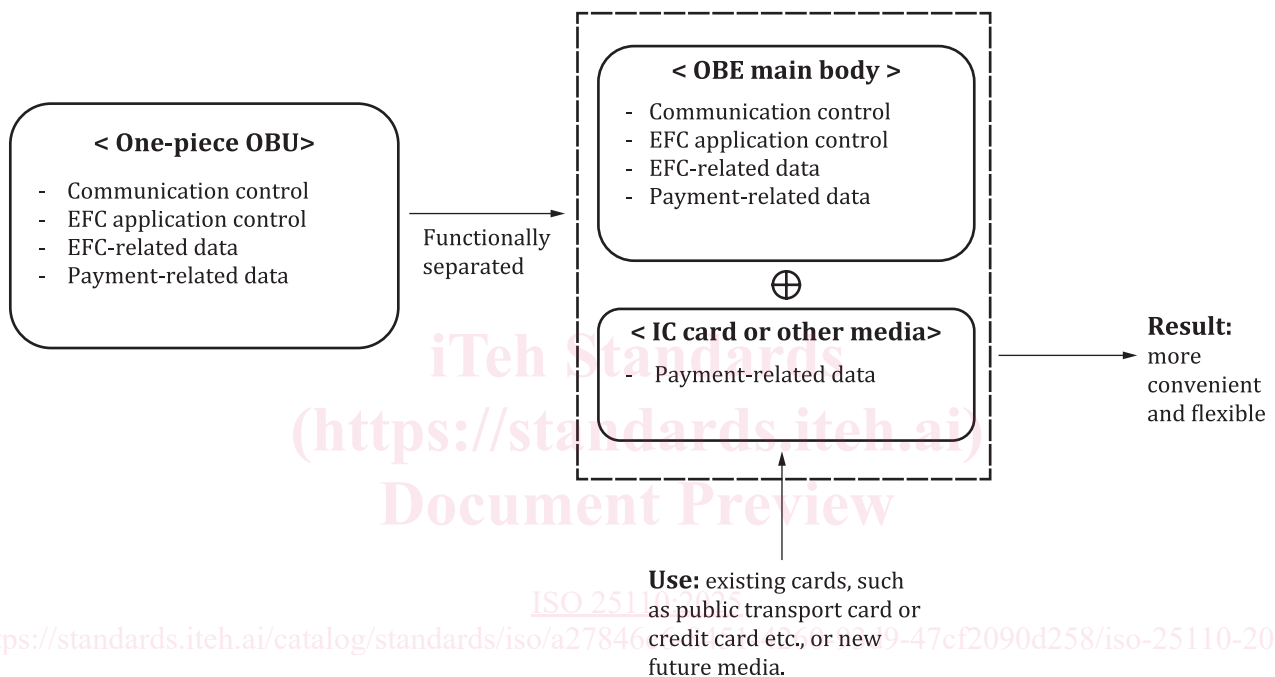 < One-piece OBU>
- Communication control
- EFC application control
- EFC-related data
- Payment-related data
Functionally
separated
< OBE main body >
- Communication control
- EFC application control
- EFC-related data
- Payment-related data
< IC card or other media>
- Payment-related data
Result:
more
convenient
and flexible
Use: existing cards, such
as public transport card or
credit card etc., or new
future media.
iTeh Standards
(https://standards.iteh.ai)
Document Preview
ISO 25110:2025